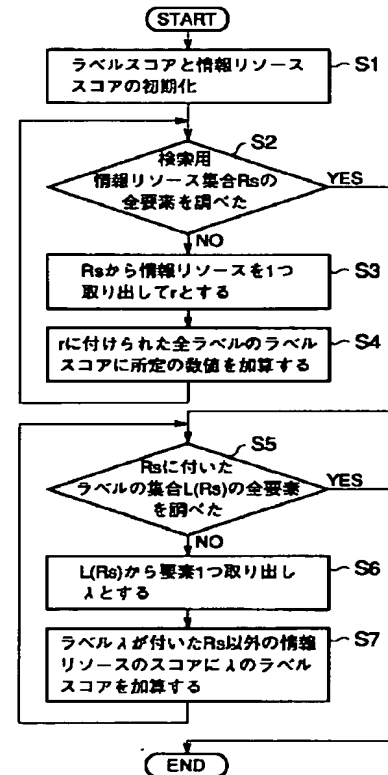 START
ラベルスコアと情報リソース
スコアの初期化
S1
S2
検索用
情報リソース集合Rsの
全要素を調べた
YES
NO
Rsから情報リソースを1つ
取り出してrとする
S3
rに付けられた全ラベルのラベル
スコアに所定の数値を加算する
S4
S5
Rsに付いた
ラベルの集合L(Rs)の全要素
を調べた
YES
NO
L(Rs)から要素1つ取り出し
λとする
S6
ラベルλが付いたRs以外の情報
リソースのスコアにλのラベル
スコアを加算する
S7
END